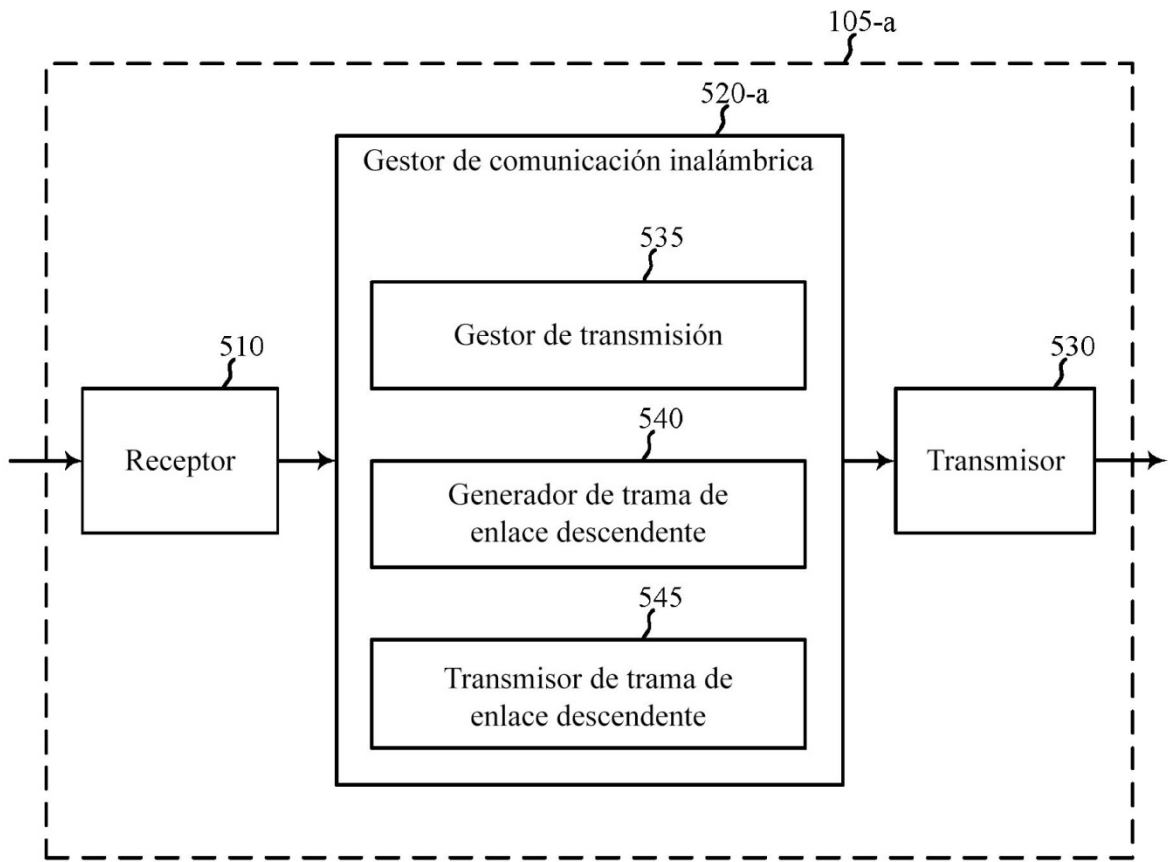 105-a
520-a
Gestor de comunicación inalámbrica
535
Gestor de transmisión
510
Receptor
530
Transmisor
540
Generador de trama de
enlace descendente
545
Transmisor de trama de
enlace descendente